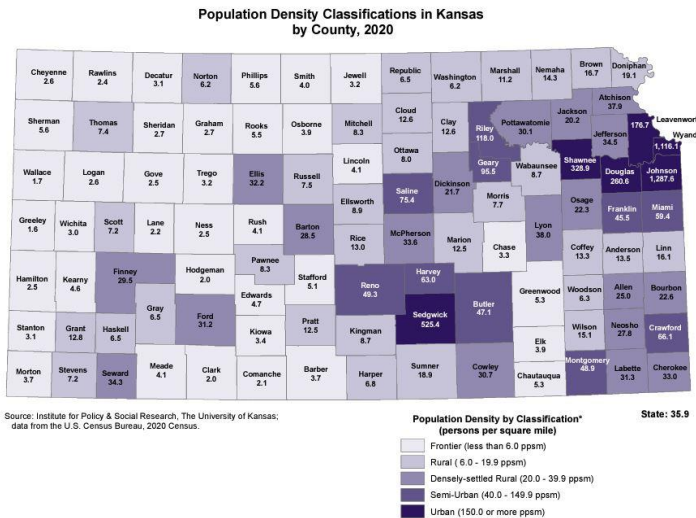 Population Density Classifications in Kansas
by County, 2020
Cheyenne
2.6
Rawlins
2.4
Decatur
3.1
Norton
6.2
Phillips
5.6
Smith
4.0
Jewell
3.2
Republic
6.5
Washington
6.2
Marshall
11.2
Nemaha
14.3
Brown
16.7
Doniphan
19.1
Sherman
5.6
Thomas
7.4
Sheridan
2.7
Graham
2.7
Rooks
5.5
Osborne
3.9
Mitchell
8.3
Cloud
12.6
Clay
12.6
Riley
118.0
Pottawatomie
30.1
Jackson
20.2
Atchison
37.9
Jefferson
34.5
176.7
Leavenwor
Wyand
1,116.1
Wallace
1.7
Logan
2.6
Gove
2.5
Trego
3.2
Ellis
32.2
Russell
7.5
Lincoln
4.1
Ottawa
8.0
Geary
95.5
Wabaunsee
8.7
Shawnee
328.9
Douglas
260.6
Johnson
1,287.6
Saline
75.4
Dickinson
21.7
Morris
7.7
Osage
22.3
Franklin
45.5
Miami
59.4
Greeley
1.6
Wichita
3.0
Scott
7.2
Lane
2.2
Ness
2.5
Rush
4.1
Barton
28.5
Ellsworth
8.9
Rice
13.0
McPherson
33.6
Marion
12.5
Chase
3.3
Lyon
38.0
Coffey
13.3
Anderson
13.5
Linn
16.1
Hamilton
2.5
Kearny
4.6
Finney
29.5
Hodgeman
2.0
Pawnee
8.3
Stafford
5.1
Reno
49.3
Harvey
63.0
Butler
47.1
Greenwood
5.3
Woodson
6.3
Allen
25.0
Bourbon
22.6
Gray
6.5
Ford
31.2
Edwards
4.7
Kiowa
3.4
Pratt
12.5
Kingman
8.7
Sedgwick
525.4
Elk
3.9
Wilson
15.1
Neosho
27.8
Crawford
66.1
Stanton
3.1
Grant
12.8
Haskell
6.5
Morton
3.7
Stevens
7.2
Seward
34.3
Meade
4.1
Clark
2.0
Comanche
2.1
Barber
3.7
Harper
6.8
Sumner
18.9
Cowley
30.7
Chautauqua
5.3
Montgomery
48.9
Labette
31.3
Cherokee
33.0
Source: Institute for Policy & Social Research, The University of Kansas;
data from the U.S. Census Bureau, 2020 Census.
State: 35.9
Population Density by Classification*
(persons per square mile)
Frontier (less than 6.0 ppsm)
Rural ( 6.0 - 19.9 ppsm)
Densely-settled Rural (20.0 - 39.9 ppsm)
Semi-Urban (40.0 - 149.9 ppsm)
Urban (150.0 or more ppsm)